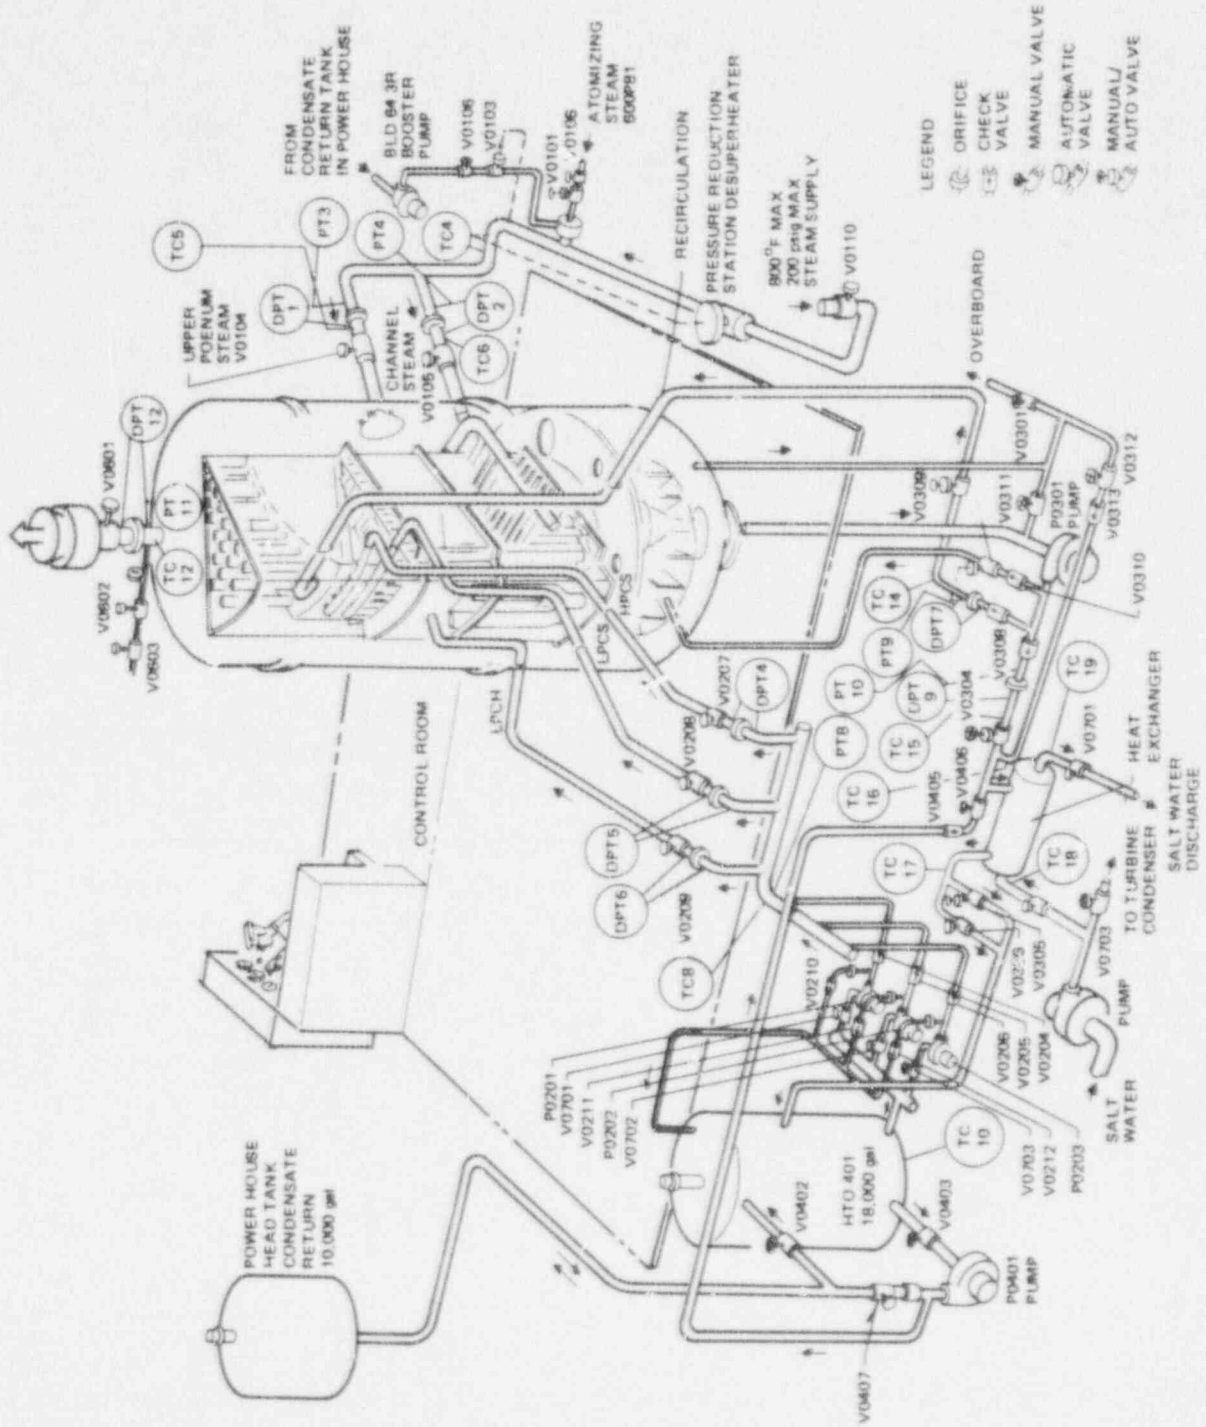 FROM
CONDENSATE
RETURN TANK
IN POWER HOUSE
BLD 64 3R
BOOSTER
PUMP
V0106
V0103
V0101
V0106
ATOMIZING
STEAM
600PB1
TC5
PT3
PT4
TC4
DPT
1
DPT
2
TC6
UPPER
POENUM
STEAM
V0104
CHANNEL
STEAM
V0105
RECIRCULATION
PRESSURE REDUCTION
STATION DESUPERHEATER
800°F MAX
200 psig MAX
STEAM SUPPLY
V0110
LEGEND
ORIFICE
CHECK
VALVE
MANUAL VALVE
AUTOMATIC
VALVE
MANUAL/
AUTO VALVE
DPT
12
V0601
PT
11
TC
12
V0602
V0603
OVERBOARD
V0301
V0312
V0309
V0311
P0301
PUMP
V0313
V0310
HPCS
LPCS
LPCH
TC
14
DPT7
PT9
PT
10
DPT
9
V0308
V0304
TC
15
TC
19
TC
16
V0405
V0406
V0701
HEAT
EXCHANGER
SALT WATER
DISCHARGE
V0207
DPT4
PT8
V0208
DPT5
DPT6
V0209
TC8
TC
17
TC
18
TO TURBINE
CONDENSER
V0305
V0703
PUMP
SALT
WATER
V0210
V0206
V0205
V0204
CONTROL ROOM
P0201
V0701
V0211
P0202
V0702
TC
10
V0703
V0212
P0203
HTO 401
18,000 gal
V0402
V0403
P0401
PUMP
V0407
POWER HOUSE
HEAD TANK
CONDENSATE
RETURN
10,000 gal